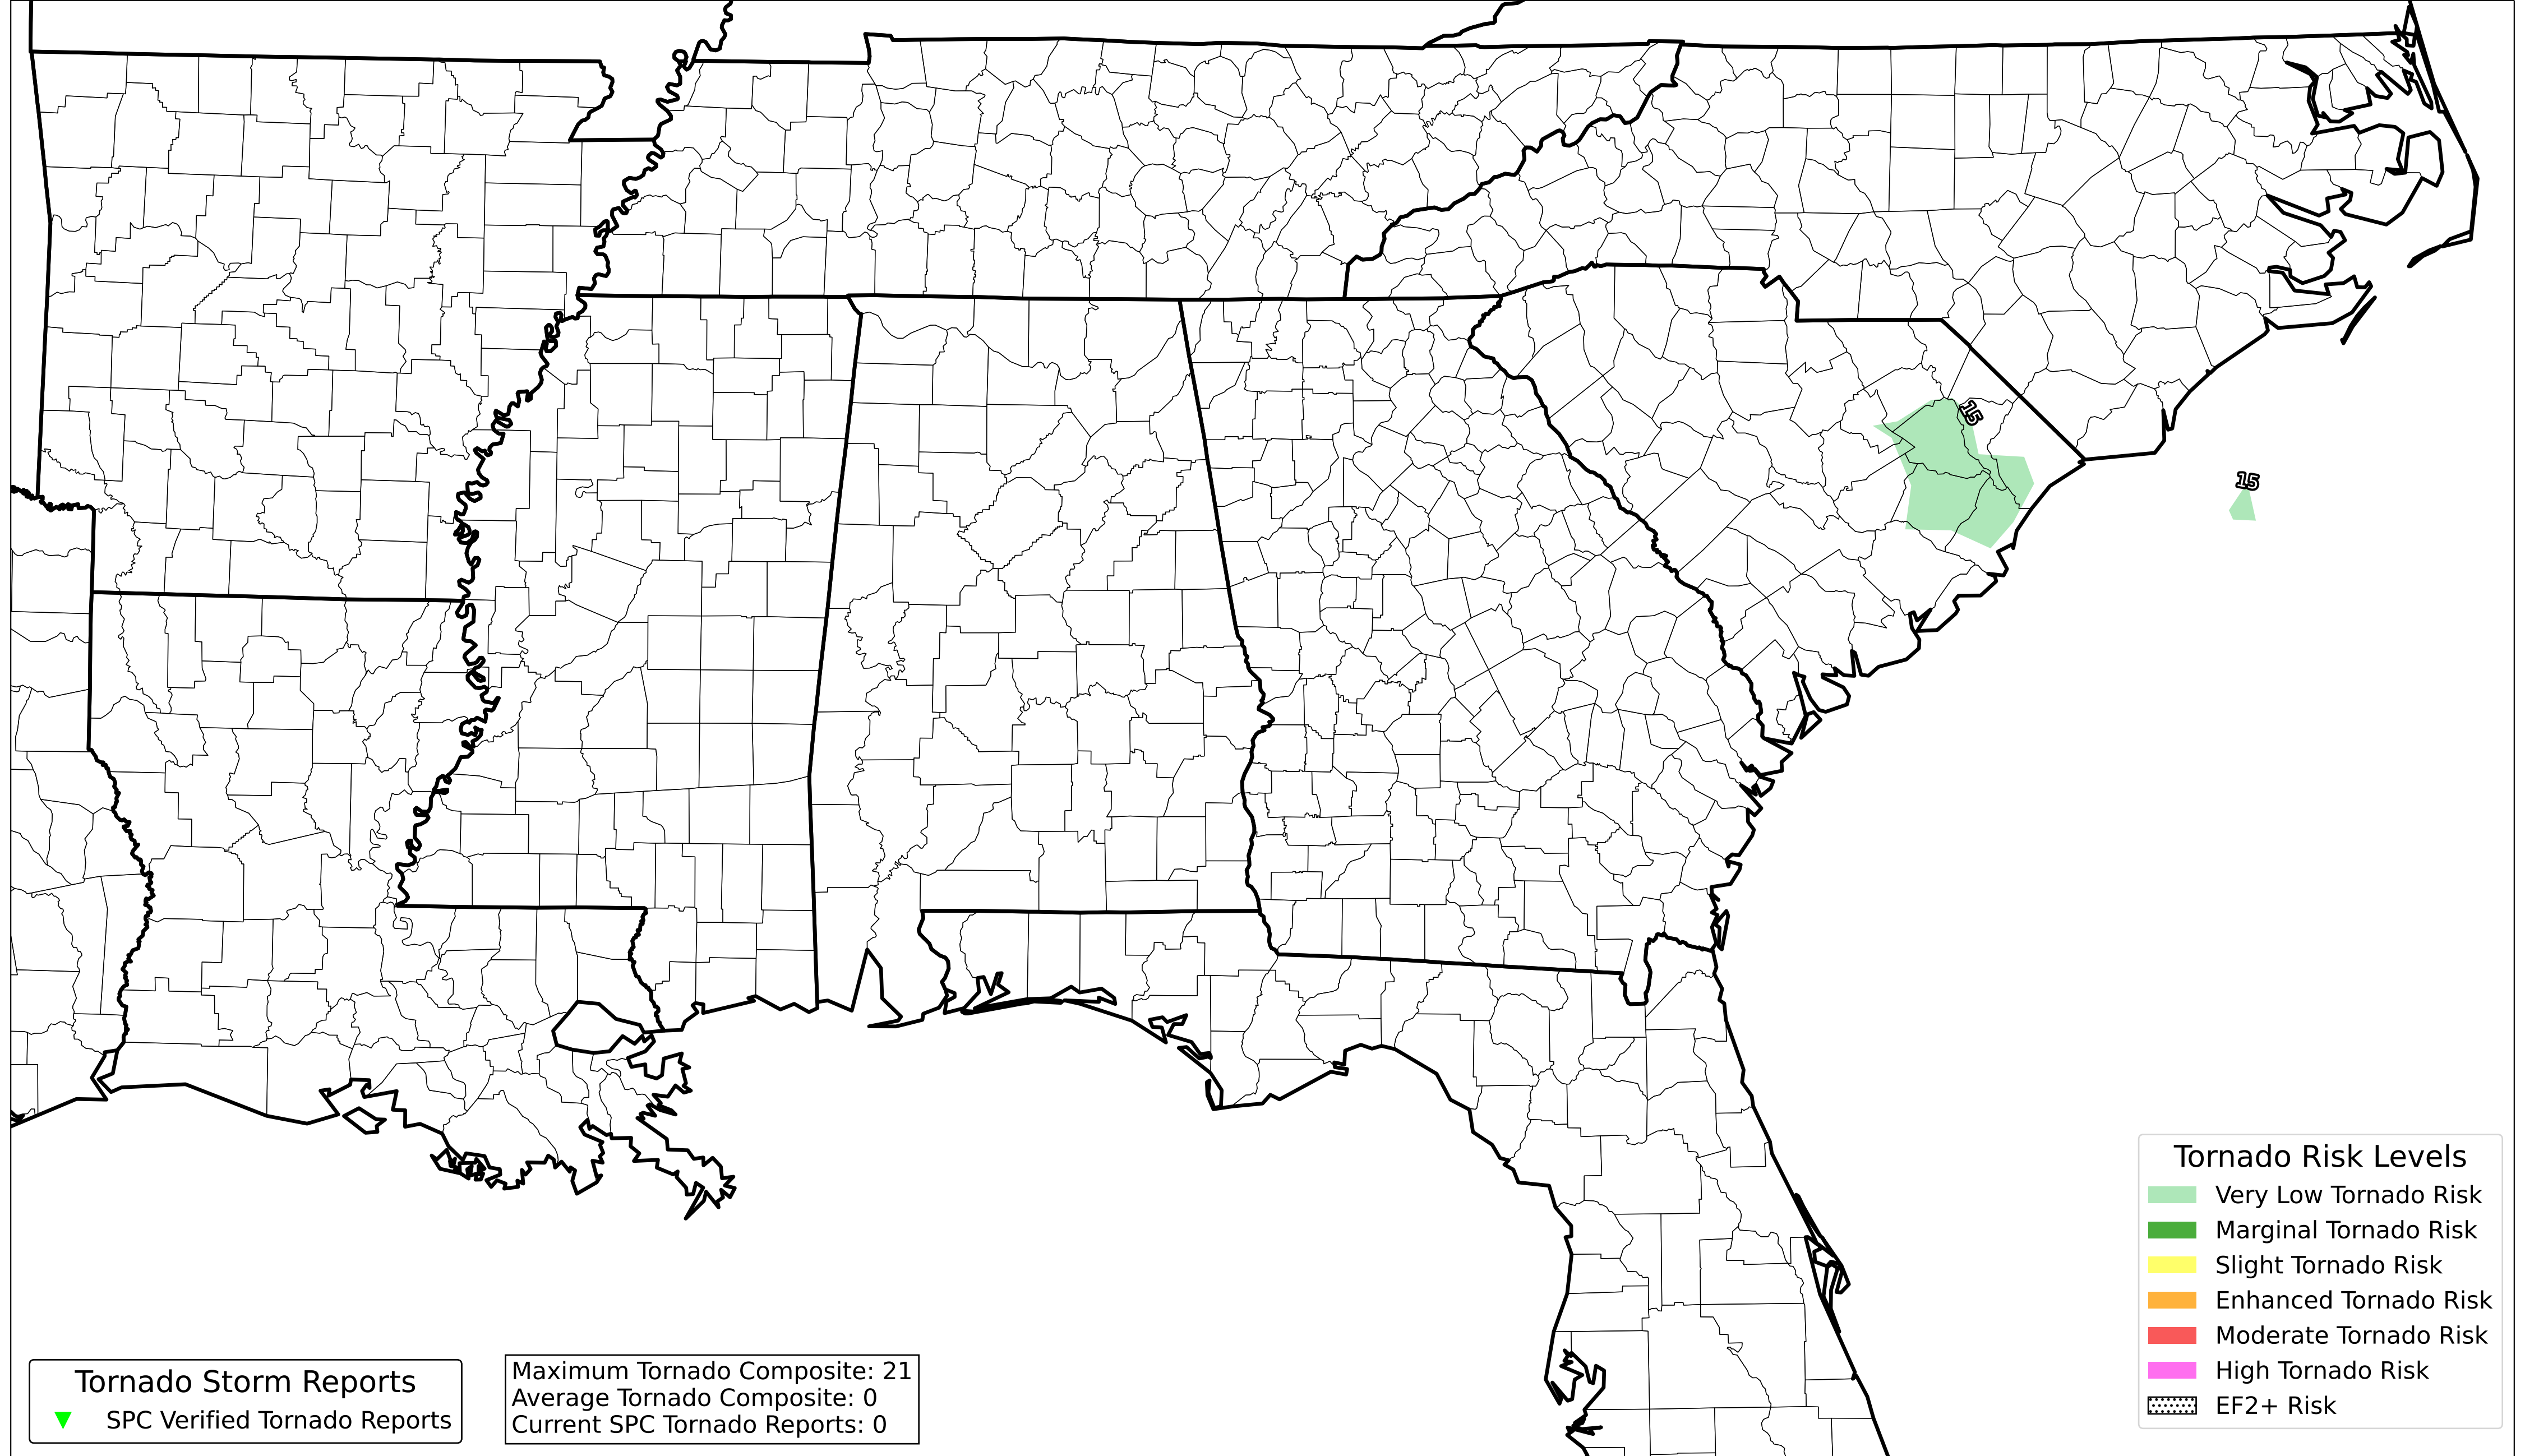 15
15
Tornado Risk Levels
Very Low Tornado Risk
Marginal Tornado Risk
Slight Tornado Risk
Enhanced Tornado Risk
Moderate Tornado Risk
High Tornado Risk
EF2+ Risk
Tornado Storm Reports
SPC Verified Tornado Reports
Maximum Tornado Composite: 21
Average Tornado Composite: 0
Current SPC Tornado Reports: 0